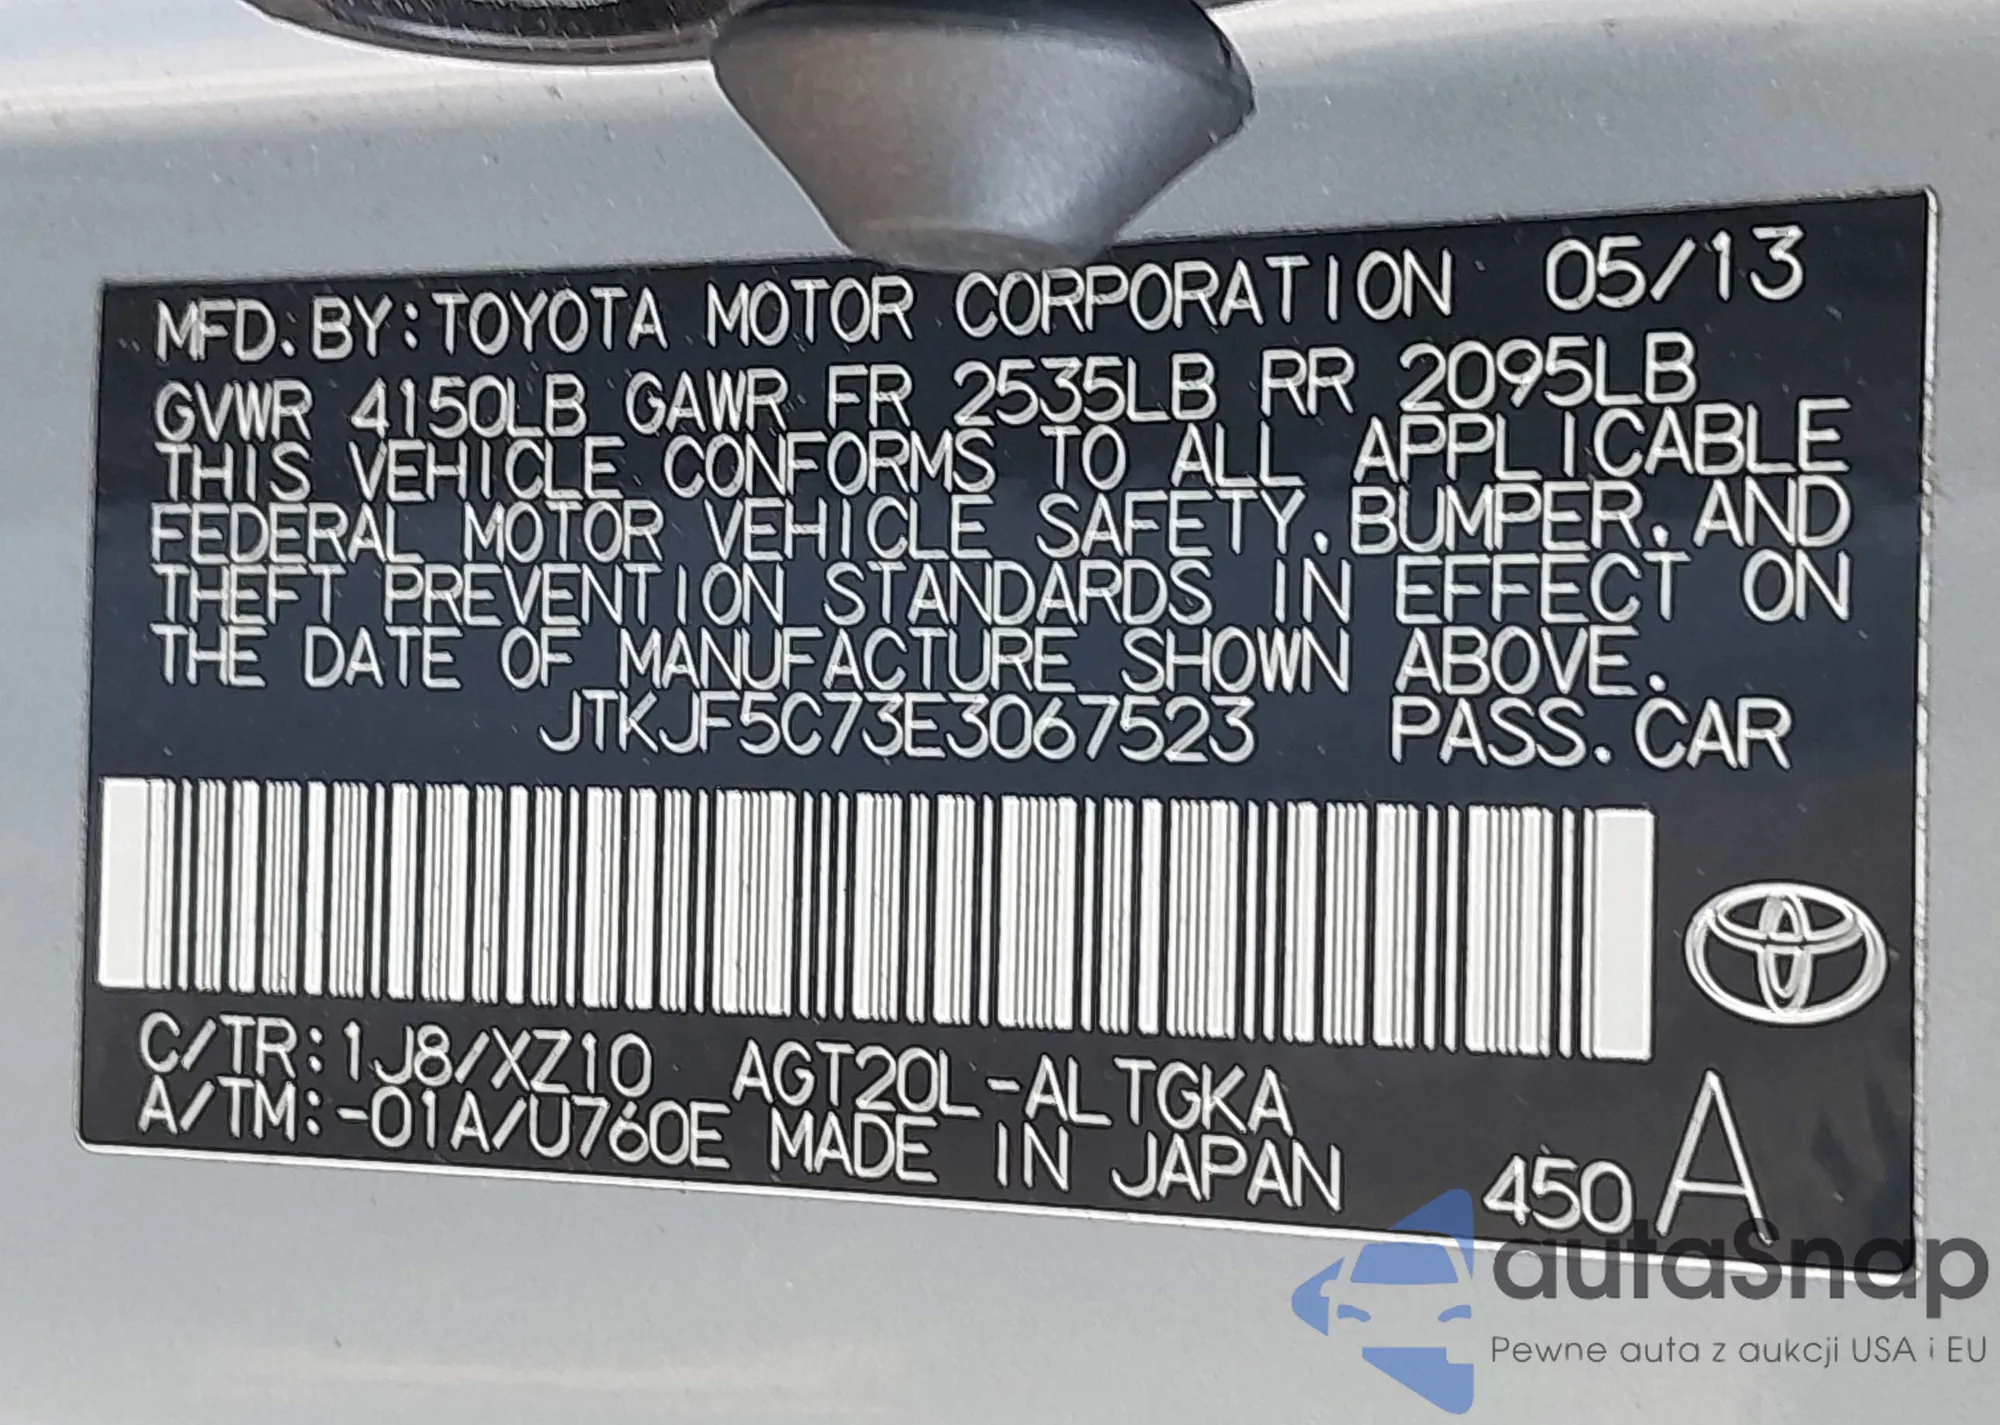 MFD. BY: TOYOTA MOTOR CORPORATION 05/13
GVWR 4150LB GAWR FR 2535LB RR 2095LB
THIS VEHICLE CONFORMS TO ALL APPLICABLE
FEDERAL MOTOR VEHICLE SAFETY, BUMPER, AND
THEFT PREVENTION STANDARDS IN EFFECT ON
THE DATE OF MANUFACTURE SHOWN ABOVE.
JTKJF5C73E3067523 PASS. CAR
C/TR: 1J8/XZ10 AGT20L-ALTGKA
A/TM: -01A/U760E MADE IN JAPAN 450 A
autaSnap
Pewne auta z aukcji USA i EU